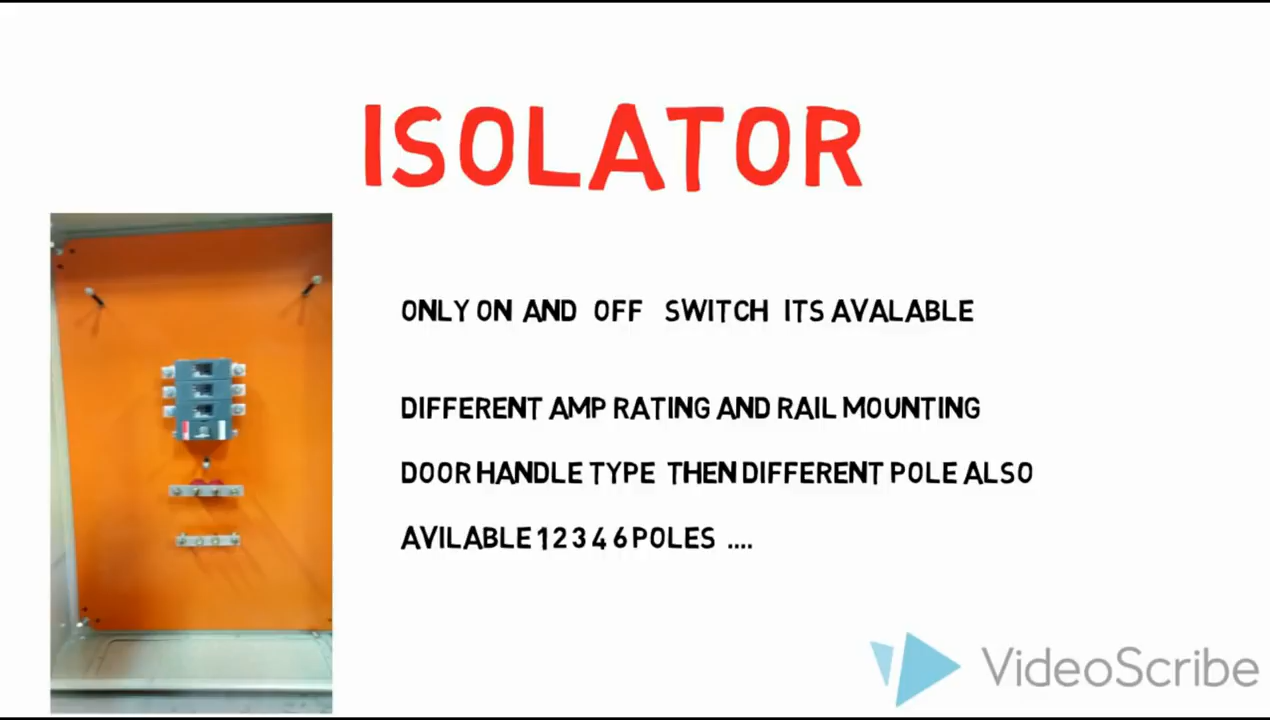 ISOLATOR
ONLY ON AND OFF SWITCH ITS AVALABLE
DIFFERENT AMP RATING AND RAIL MOUNTING
DOOR HANDLE TYPE THEN DIFFERENT POLE ALSO
AVILABLE 1 2 3 4 6 POLES ....
VideoScribe